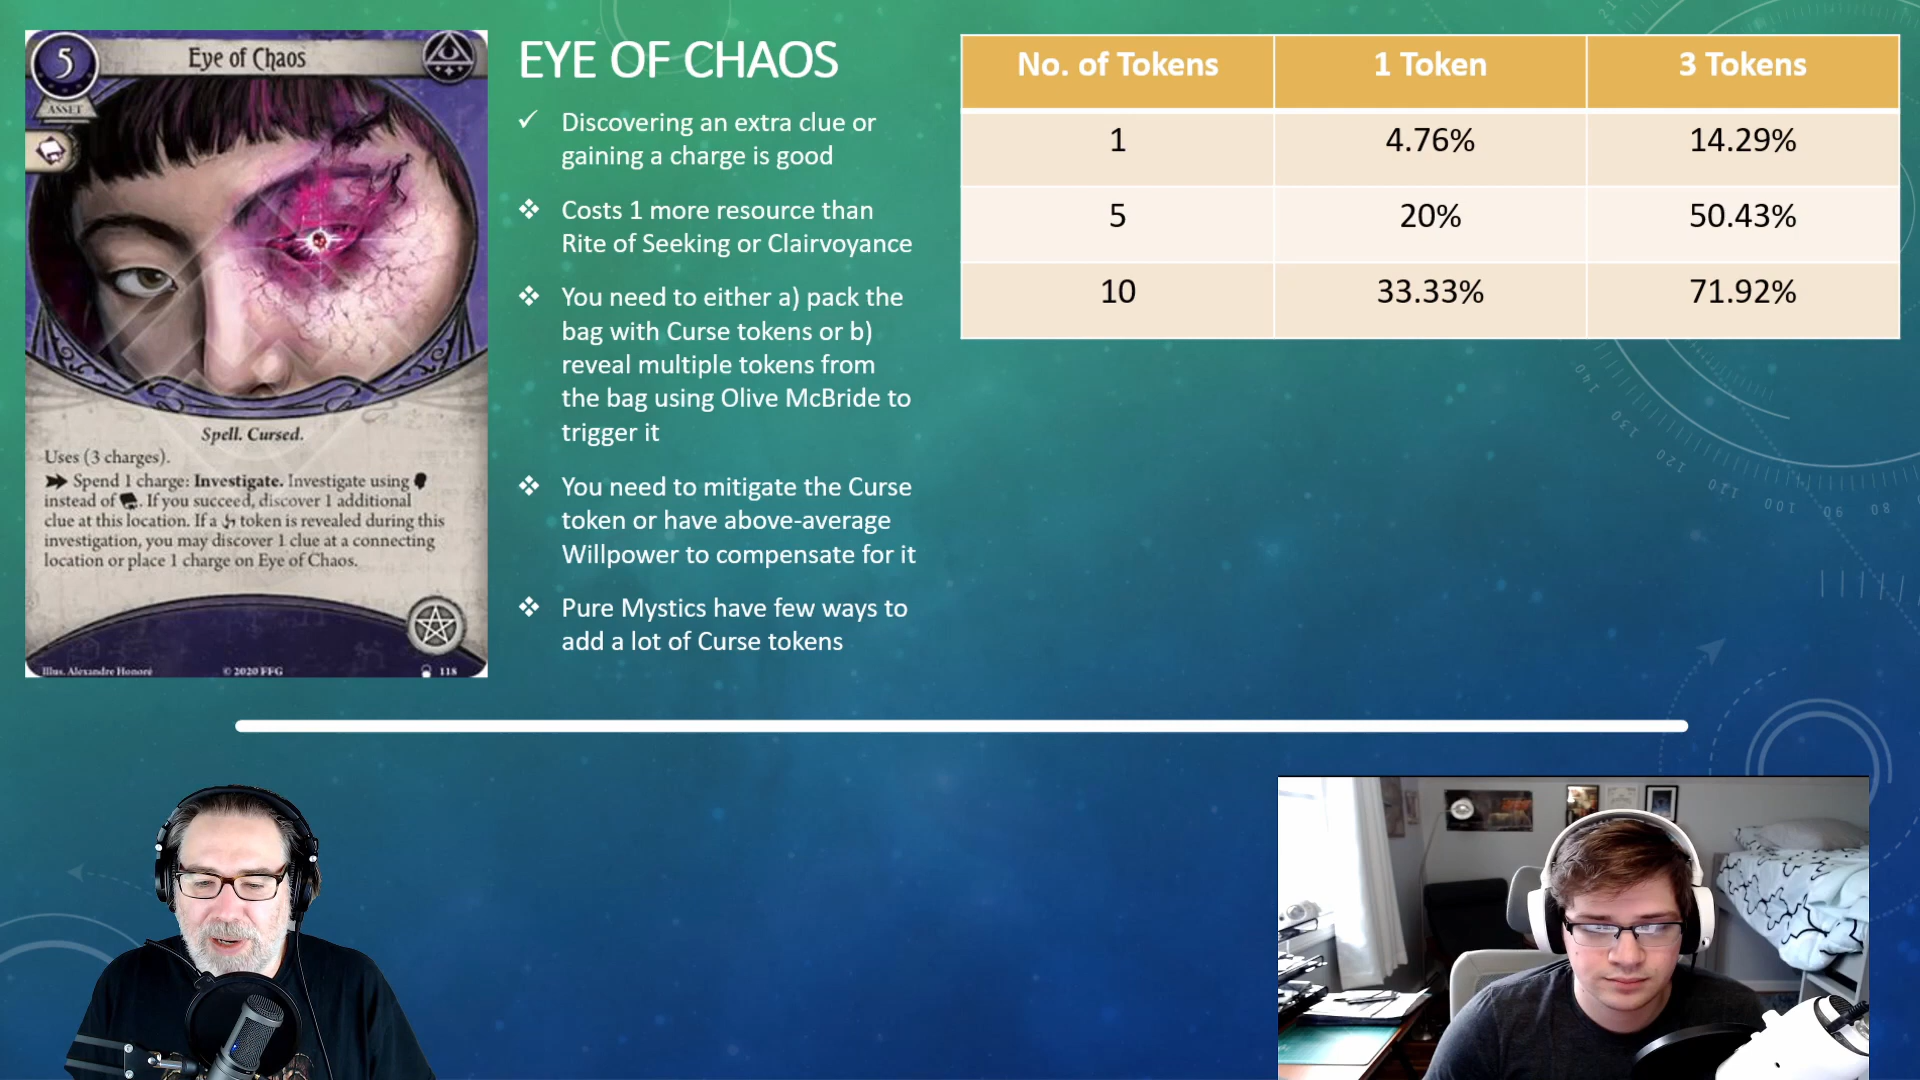 5
Eye of Chaos
ASSET
Spell. Cursed.
Uses (3 charges).
Spend 1 charge: Investigate. Investigate using
instead of . If you succeed, discover 1 additional
clue at this location. If a token is revealed during this
investigation, you may discover 1 clue at a connecting
location or place 1 charge on Eye of Chaos.
Illus. Alexandre Honoré
© 2020 FFG
118
EYE OF CHAOS
Discovering an extra clue or
gaining a charge is good
Costs 1 more resource than
Rite of Seeking or Clairvoyance
You need to either a) pack the
bag with Curse tokens or b)
reveal multiple tokens from
the bag using Olive McBride to
trigger it
You need to mitigate the Curse
token or have above-average
Willpower to compensate for it
Pure Mystics have few ways to
add a lot of Curse tokens
No. of Tokens 1 Token 3 Tokens
1 4.76% 14.29%
5 20% 50.43%
10 33.33% 71.92%
140
130
120
110
100
90
80